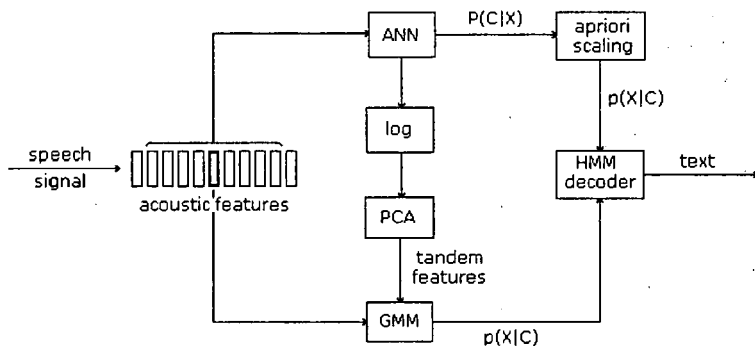 ANN
P(C|X)
apriori
scaling
log
p(X|C)
speech
signal
acoustic features
HMM
decoder
text
PCA
tandem
features
GMM
p(X|C)